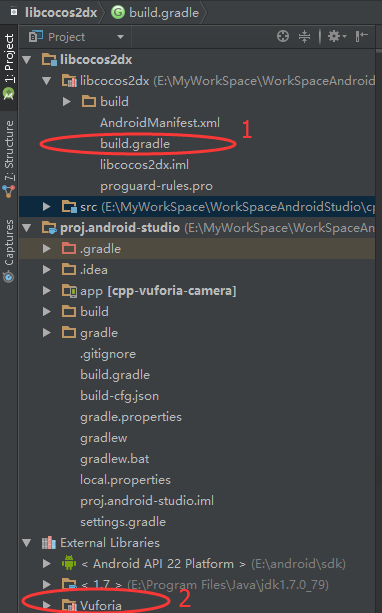 libcocos2dx build.gradle
Project
1: Project
7: Structure
Captures
libcocos2dx
libcocos2dx (E:\MyWorkSpace\WorkSpaceAndroid
build
AndroidManifest.xml
1
build.gradle
libcocos2dx.iml
proguard-rules.pro
src (E:\MyWorkSpace\WorkSpaceAndroidStudio\cp
proj.android-studio (E:\MyWorkSpace\WorkSpaceAn
.gradle
.idea
app [cpp-vuforia-camera]
build
gradle
.gitignore
build.gradle
build-cfg.json
gradle.properties
gradlew
gradlew.bat
local.properties
proj.android-studio.iml
settings.gradle
External Libraries
< Android API 22 Platform > (E:\android\sdk)
< 1.7 > (E:\Program Files\Java\jdk1.7.0_79)
Vuforia 2